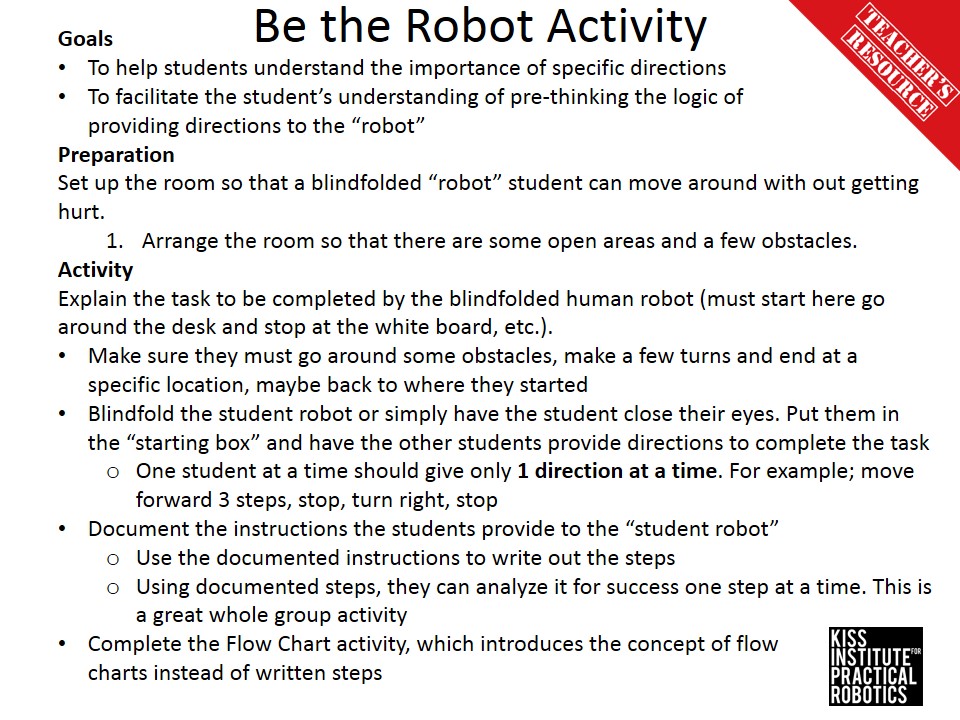 Be the Robot Activity
TEACHER'S
RESOURCE
Goals
• To help students understand the importance of specific directions
• To facilitate the student’s understanding of pre-thinking the logic of
providing directions to the “robot”
Preparation
Set up the room so that a blindfolded “robot” student can move around with out getting
hurt.
1. Arrange the room so that there are some open areas and a few obstacles.
Activity
Explain the task to be completed by the blindfolded human robot (must start here go
around the desk and stop at the white board, etc.).
• Make sure they must go around some obstacles, make a few turns and end at a
specific location, maybe back to where they started
• Blindfold the student robot or simply have the student close their eyes. Put them in
the “starting box” and have the other students provide directions to complete the task
o One student at a time should give only 1 direction at a time. For example; move
forward 3 steps, stop, turn right, stop
• Document the instructions the students provide to the “student robot”
o Use the documented instructions to write out the steps
o Using documented steps, they can analyze it for success one step at a time. This is
a great whole group activity
• Complete the Flow Chart activity, which introduces the concept of flow
charts instead of written steps
KISS
INSTITUTE FOR
PRACTICAL
ROBOTICS